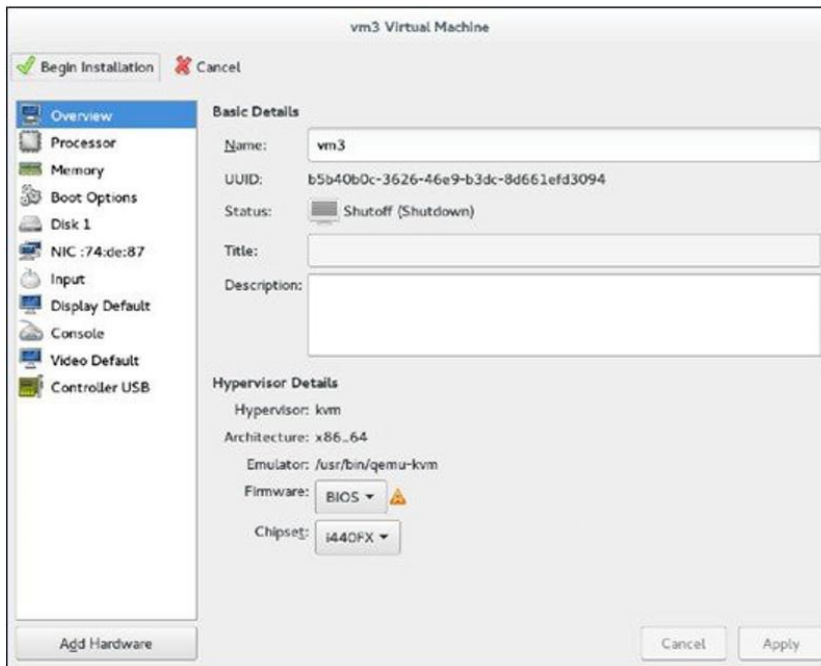 vm3 Virtual Machine
Begin Installation Cancel
Overview
Processor
Memory
Boot Options
Disk 1
NIC :74:de:87
Input
Display Default
Console
Video Default
Controller USB
Add Hardware
Basic Details
Name: vm3
UUID: b5b40b0c-3626-46e9-b3dc-8d661efd3094
Status: Shutoff (Shutdown)
Title:
Description:
Hypervisor Details
Hypervisor: kvm
Architecture: x86_64
Emulator: /usr/bin/qemu-kvm
Firmware: BIOS
Chipset: i440FX
Cancel Apply